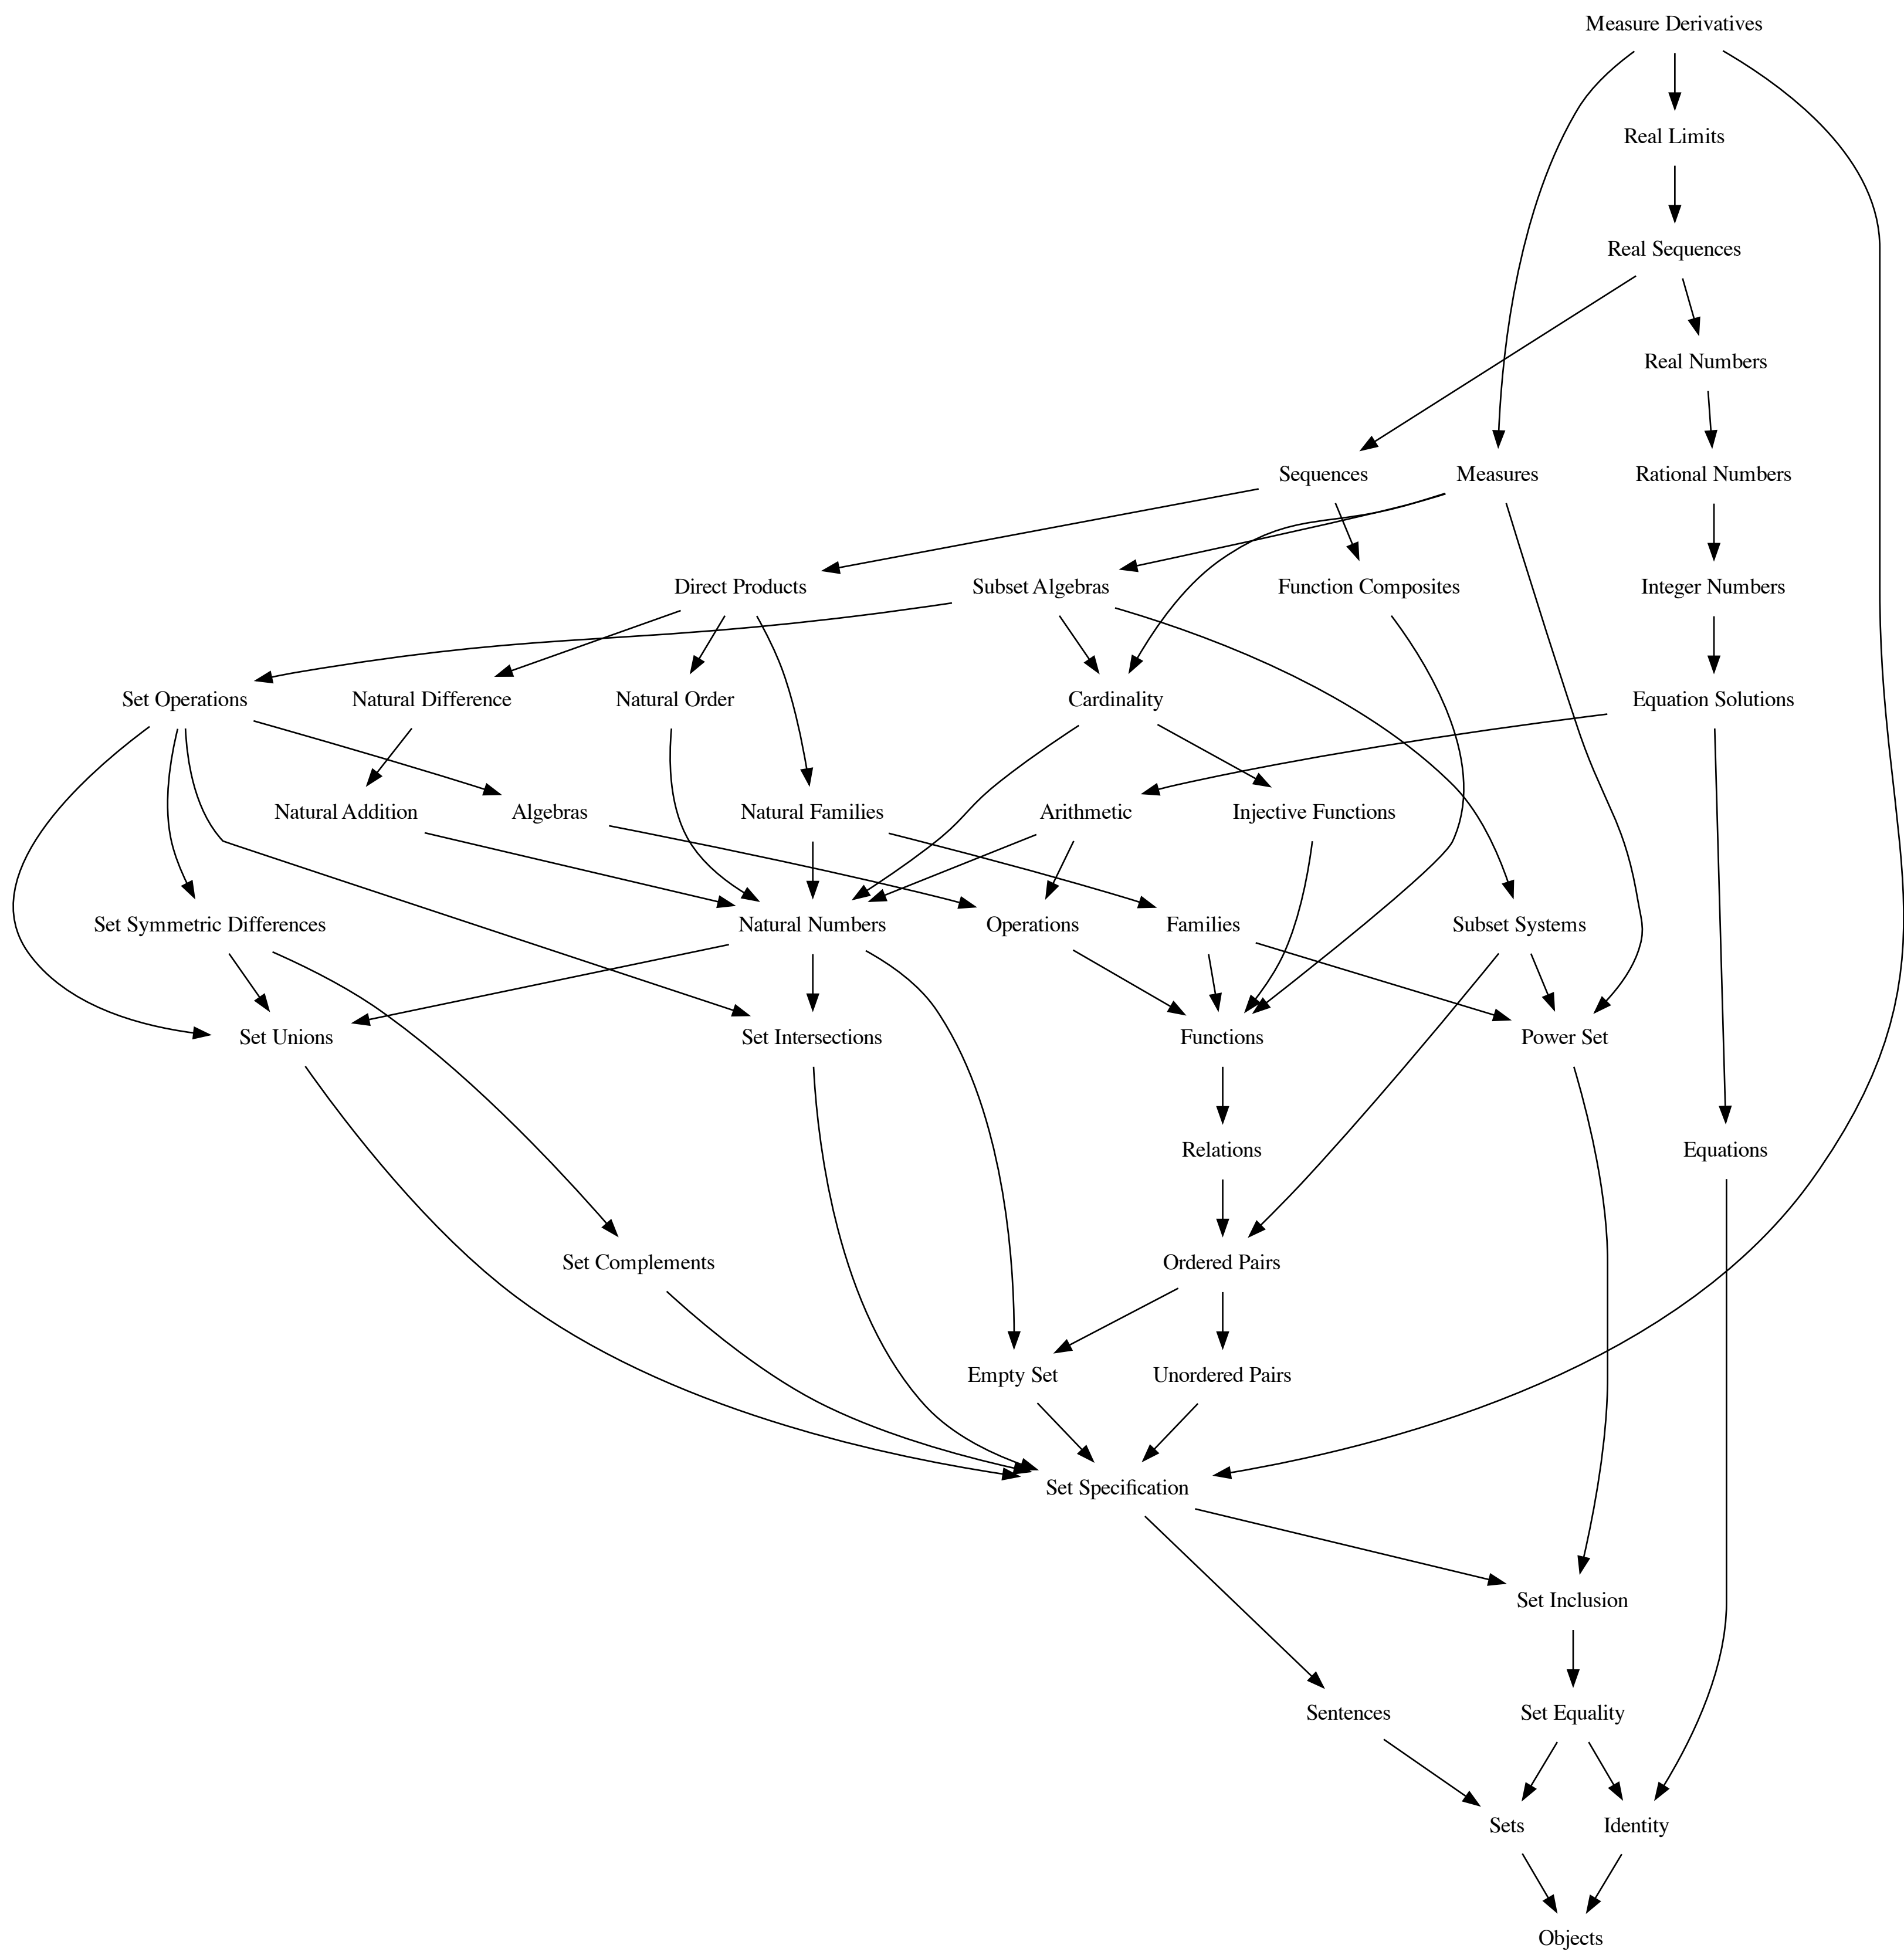 Measure Derivatives
Real Limits
Real Sequences
Real Numbers
Sequences
Measures
Rational Numbers
Direct Products
Subset Algebras
Function Composites
Integer Numbers
Set Operations
Natural Difference
Natural Order
Cardinality
Equation Solutions
Natural Addition
Algebras
Natural Families
Arithmetic
Injective Functions
Set Symmetric Differences
Natural Numbers
Operations
Families
Subset Systems
Set Unions
Set Intersections
Functions
Power Set
Relations
Equations
Set Complements
Ordered Pairs
Empty Set
Unordered Pairs
Set Specification
Set Inclusion
Sentences
Set Equality
Sets
Identity
Objects